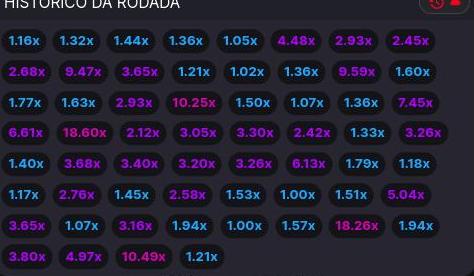 HISTÓRICO DA RODADA
1.16x 1.32x 1.44x 1.36x 1.05x 4.48x 2.93x 2.45x
2.68x 9.47x 3.65x 1.21x 1.02x 1.36x 9.59x 1.60x
1.77x 1.63x 2.93x 10.25x 1.50x 1.07x 1.36x 7.45x
6.61x 18.60x 2.12x 3.05x 3.30x 2.42x 1.33x 3.26x
1.40x 3.68x 3.40x 3.20x 3.26x 6.13x 1.79x 1.18x
1.17x 2.76x 1.45x 2.58x 1.53x 1.00x 1.51x 5.04x
3.65x 1.07x 3.16x 1.94x 1.00x 1.57x 18.26x 1.94x
3.80x 4.97x 10.49x 1.21x